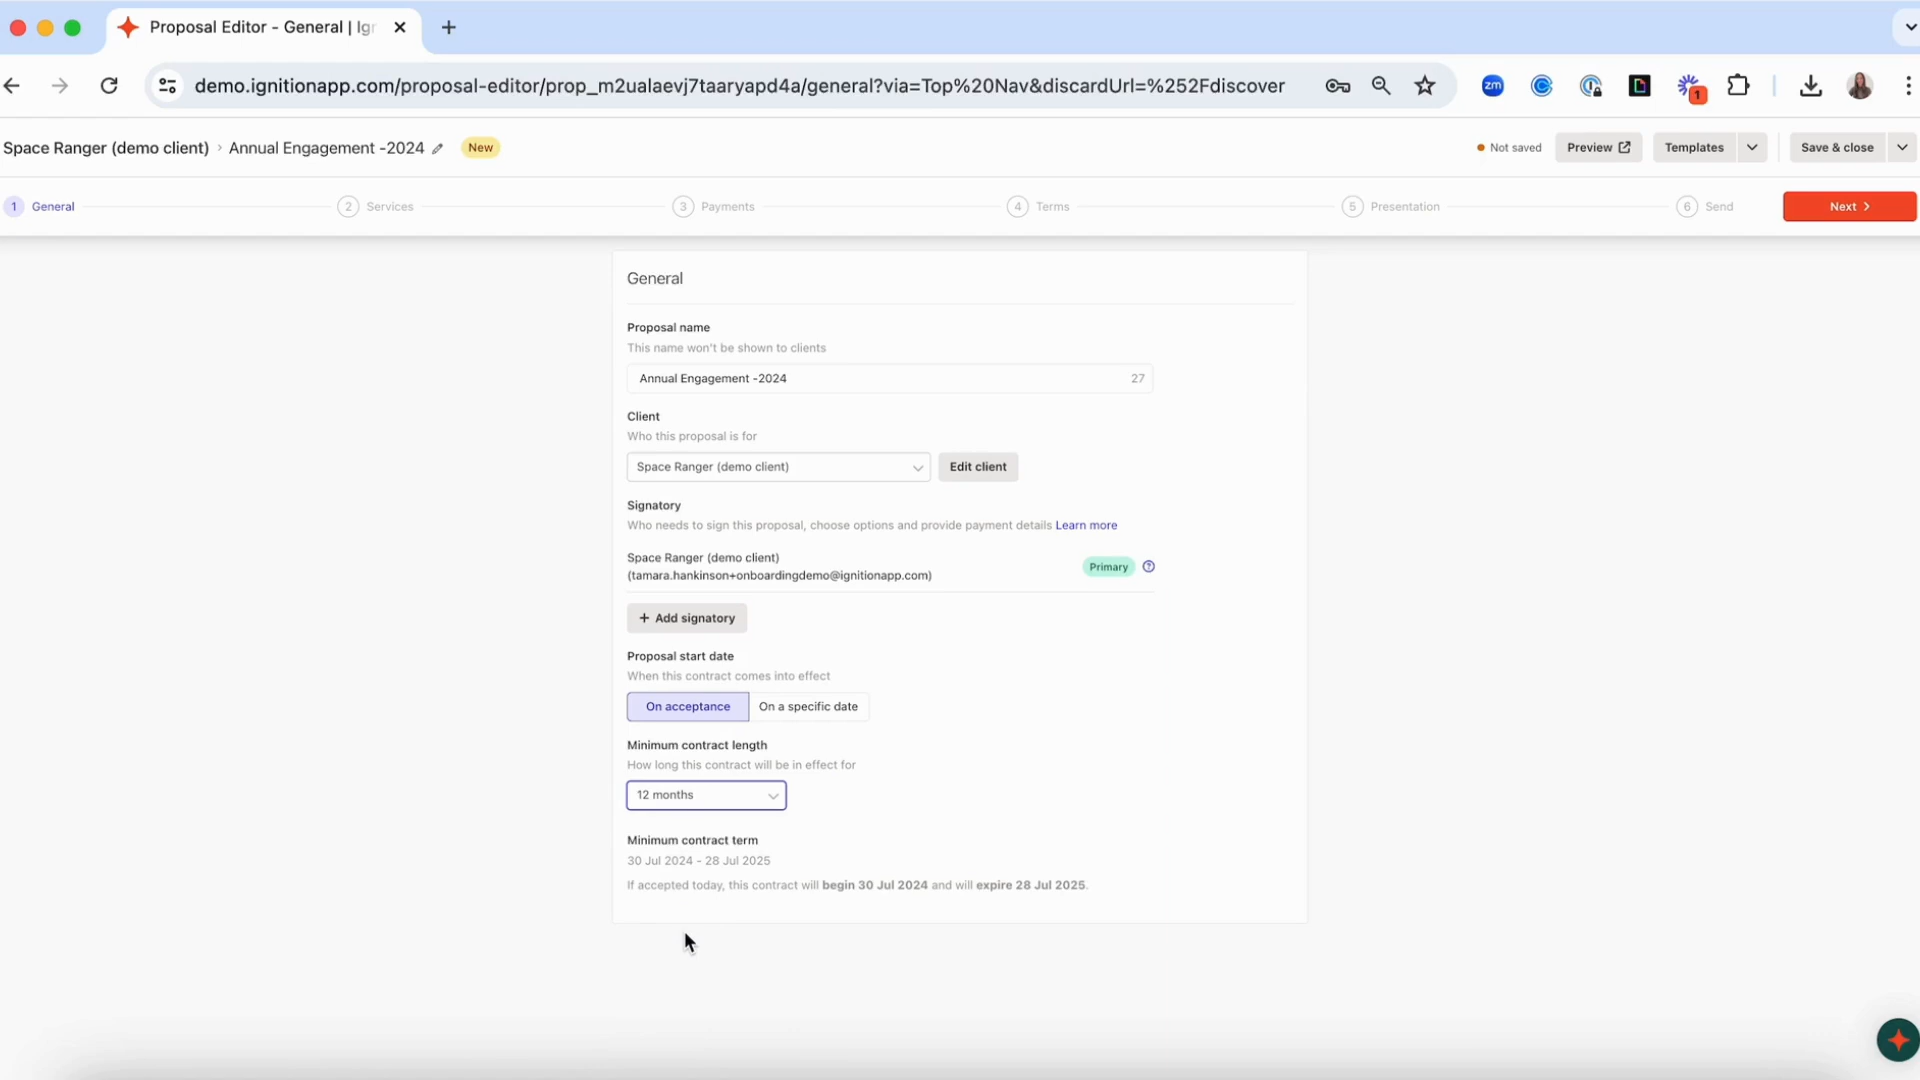 Proposal Editor - General | Ign
demo.ignitionapp.com/proposal-editor/prop_m2ualaevj7taaryapd4a/general?via=Top%20Nav&discardUrl=%252Fdiscover
zm
1
Space Ranger (demo client) › Annual Engagement -2024
New
Not saved
Preview
Templates
Save & close
1 General
2 Services
3 Payments
4 Terms
5 Presentation
6 Send
Next
General
Proposal name
This name won't be shown to clients
Annual Engagement -2024 27
Client
Who this proposal is for
Space Ranger (demo client)
Edit client
Signatory
Who needs to sign this proposal, choose options and provide payment details Learn more
Space Ranger (demo client)
(tamara.hankinson+onboardingdemo@ignitionapp.com)
Primary
+ Add signatory
Proposal start date
When this contract comes into effect
On acceptance
On a specific date
Minimum contract length
How long this contract will be in effect for
12 months
Minimum contract term
30 Jul 2024 - 28 Jul 2025
If accepted today, this contract will begin 30 Jul 2024 and will expire 28 Jul 2025.